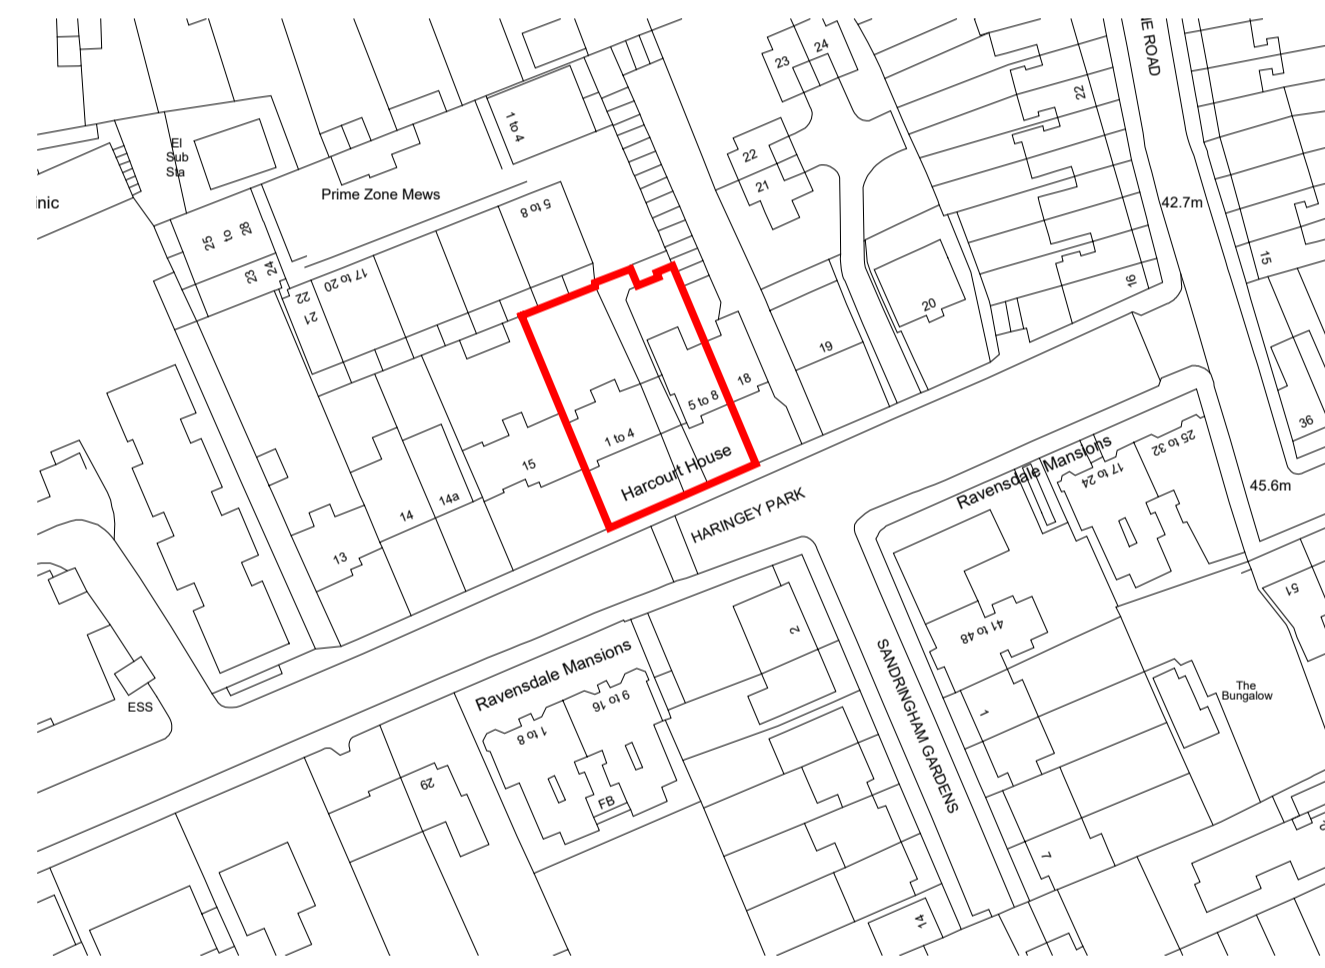 23
24
IE ROAD
22
1 to 4
El
Sub
Sta
22
21
Prime Zone Mews
inic
42.7m
5 to 8
25
to
28
23
24
17 to 20
22
21
15
16
20
19
18
5 to 8
36
1 to 4
Harcourt House
15
14a
14
13
HARINGEY PARK
Ravensdale Mansions
25 to 32
17 to 24
45.6m
51
41 to 48
2
Ravensdale Mansions
9 to 16
1 to 8
FB
ESS
SANDRINGHAM GARDENS
1
The
Bungalow
29
7
14